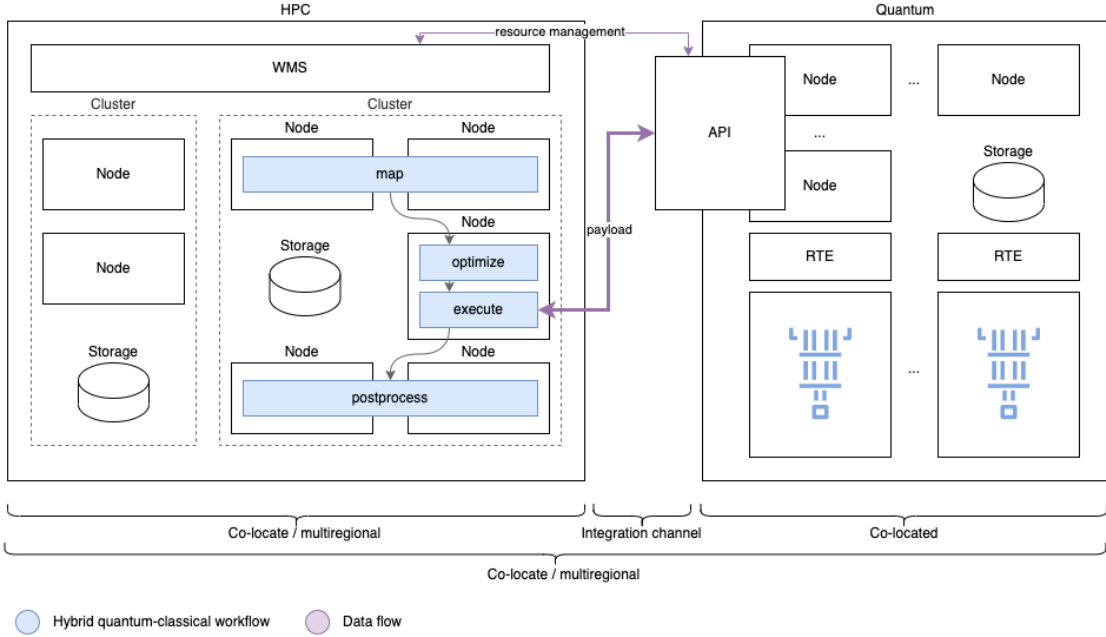 HPC
Quantum
resource management
WMS
API
Node
...
Node
Cluster
Cluster
Node
Node
Node
map
...
Node
Storage
Node
payload
Node
Storage
optimize
execute
RTE
RTE
Storage
Node
Node
postprocess
...
Co-locate / multiregional
Integration channel
Co-located
Co-locate / multiregional
Hybrid quantum-classical workflow
Data flow